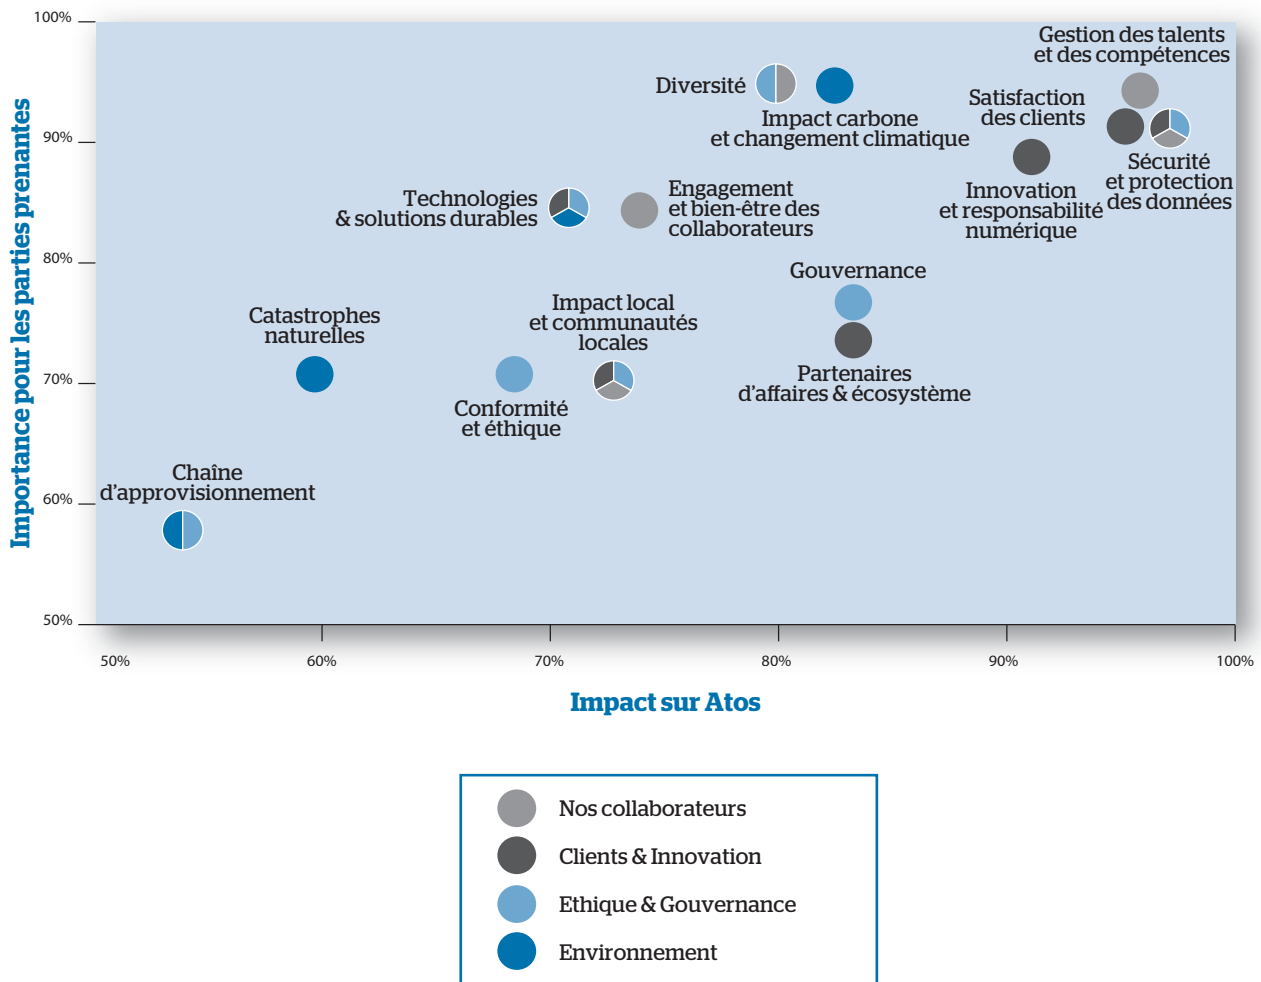 100%
90%
80%
70%
60%
50%
Importance pour les parties prenantes
Gestion des talents
et des compétences
Diversité
Impact carbone
et changement climatique
Satisfaction
des clients
Sécurité
et protection
des données
Innovation
et responsabilité
numérique
Technologies
& solutions durables
Engagement
et bien-être des
collaborateurs
Gouvernance
Catastrophes
naturelles
Impact local
et communautés
locales
Partenaires
d'affaires & écosystème
Conformité
et éthique
Chaîne
d'approvisionnement
50%
60%
70%
80%
90%
100%
Impact sur Atos
Nos collaborateurs
Clients & Innovation
Ethique & Gouvernance
Environnement